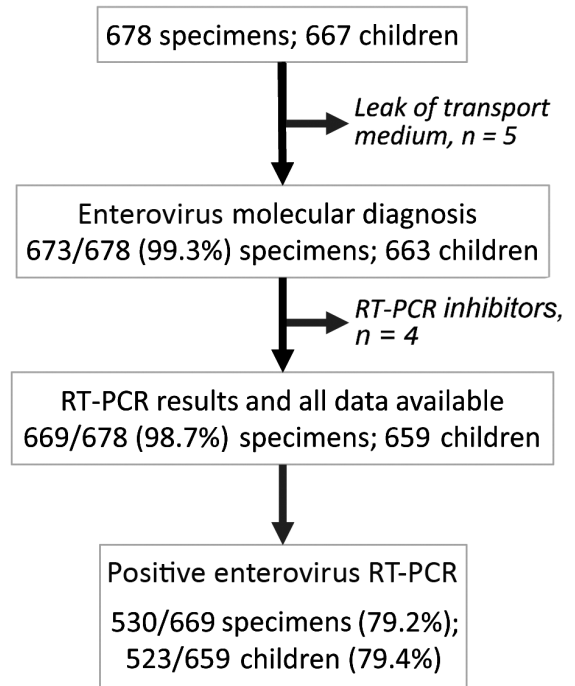 678 specimens; 667 children
Leak of transport
medium, n = 5
Enterovirus molecular diagnosis
673/678 (99.3%) specimens; 663 children
RT-PCR inhibitors,
n = 4
RT-PCR results and all data available
669/678 (98.7%) specimens; 659 children
Positive enterovirus RT-PCR
530/669 specimens (79.2%);
523/659 children (79.4%)